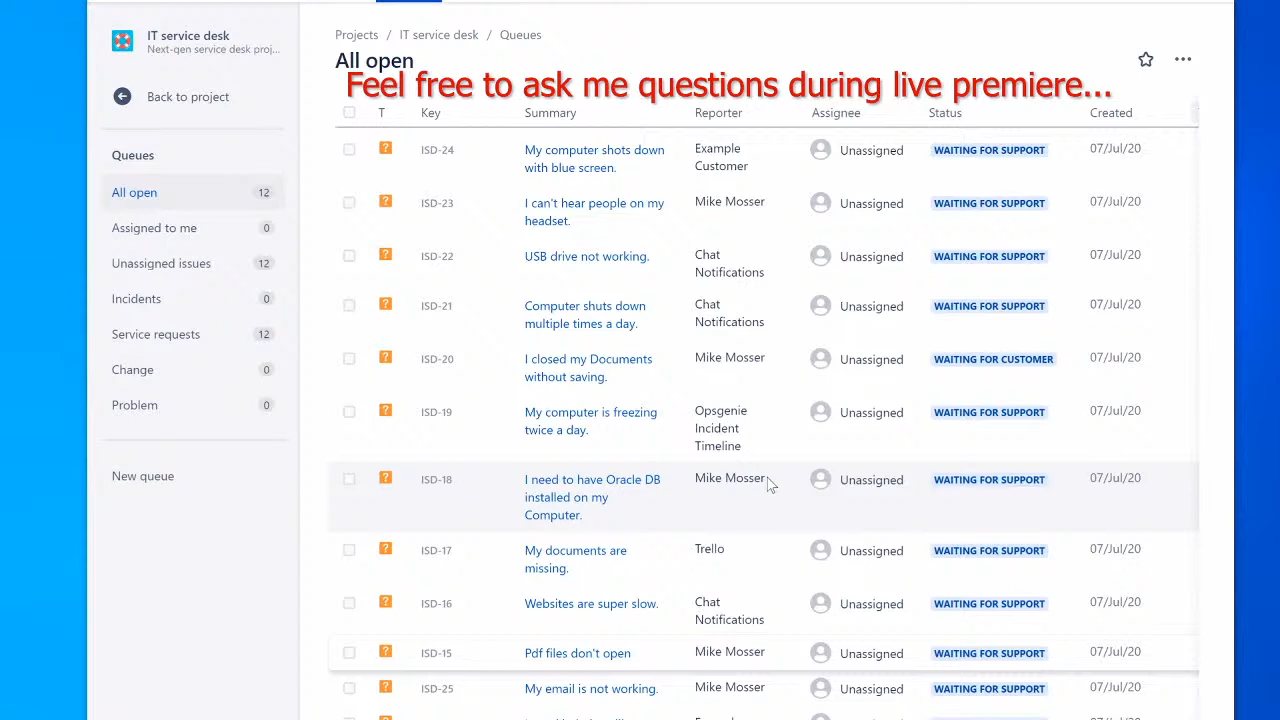 IT service desk
Next-gen service desk proj...
Back to project
Queues
All open 12
Assigned to me 0
Unassigned issues 12
Incidents 0
Service requests 12
Change 0
Problem 0
New queue
Projects / IT service desk / Queues
All open
Feel free to ask me questions during live premiere...
T Key Summary Reporter Assignee Status Created
? ISD-24 My computer shots down Example Unassigned WAITING FOR SUPPORT 07/Jul/20
with blue screen. Customer
? ISD-23 I can't hear people on my Mike Mosser Unassigned WAITING FOR SUPPORT 07/Jul/20
headset.
? ISD-22 USB drive not working. Chat Unassigned WAITING FOR SUPPORT 07/Jul/20
Notifications
? ISD-21 Computer shuts down Chat Unassigned WAITING FOR SUPPORT 07/Jul/20
multiple times a day. Notifications
? ISD-20 I closed my Documents Mike Mosser Unassigned WAITING FOR CUSTOMER 07/Jul/20
without saving.
? ISD-19 My computer is freezing Opsgenie Unassigned WAITING FOR SUPPORT 07/Jul/20
twice a day. Incident
Timeline
? ISD-18 I need to have Oracle DB Mike Mosser Unassigned WAITING FOR SUPPORT 07/Jul/20
installed on my
Computer.
? ISD-17 My documents are Trello Unassigned WAITING FOR SUPPORT 07/Jul/20
missing.
? ISD-16 Websites are super slow. Chat Unassigned WAITING FOR SUPPORT 07/Jul/20
Notifications
? ISD-15 Pdf files don't open Mike Mosser Unassigned WAITING FOR SUPPORT 07/Jul/20
? ISD-25 My email is not working. Mike Mosser Unassigned WAITING FOR SUPPORT 07/Jul/20